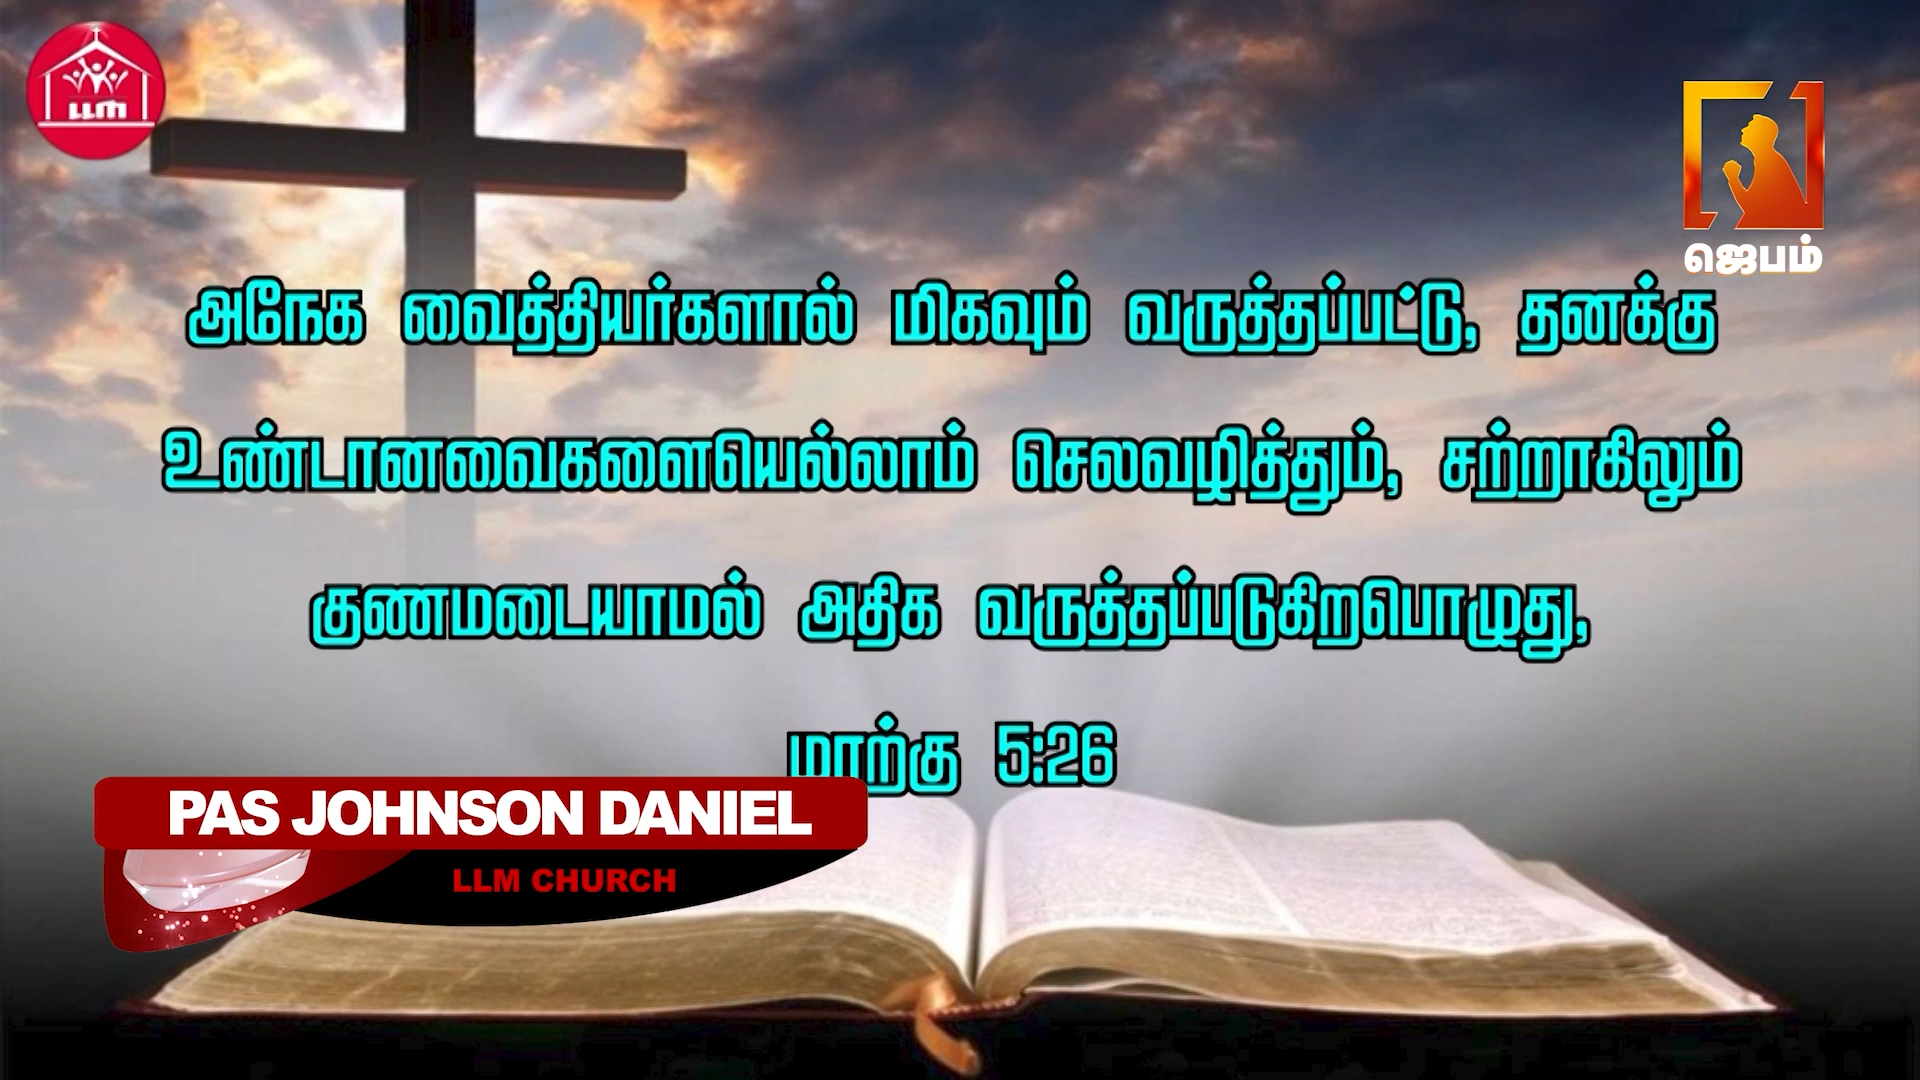 LLM
ஜெபம்
அநேக வைத்தியர்களால் மிகவும் வருத்தப்பட்டு, தனக்கு
உண்டானவைகளையெல்லாம் செலவழித்தும், சற்றாகிலும்
குணமடையாமல் அதிக வருத்தப்படுகிறபொழுது,
மாற்கு 5:26
PAS JOHNSON DANIEL
LLM CHURCH